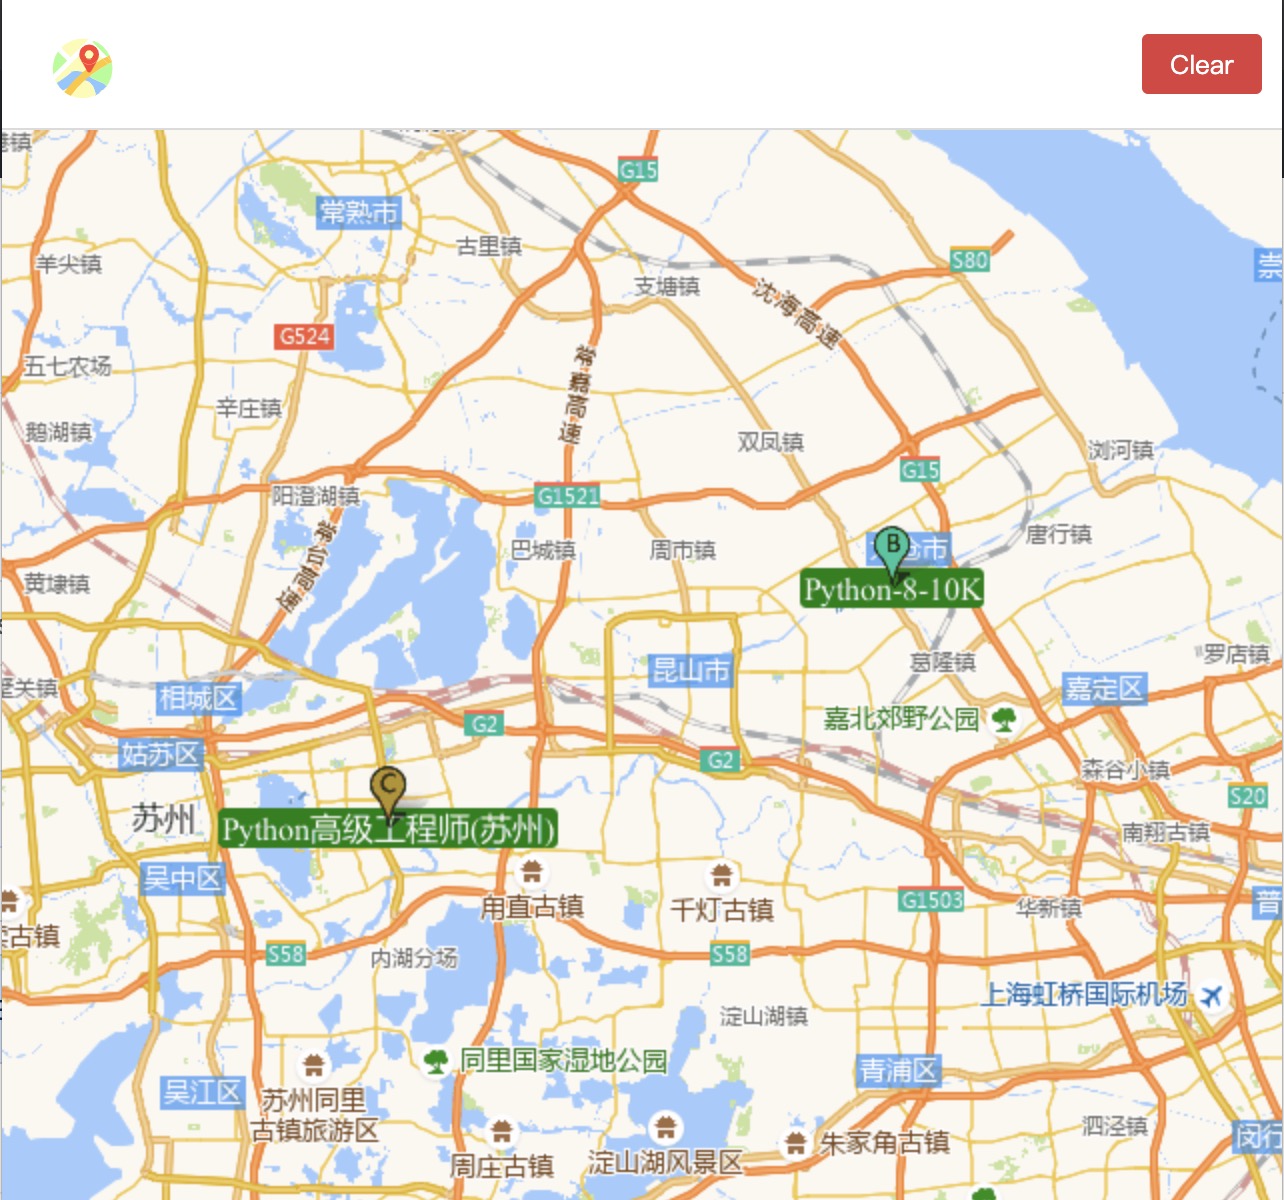 Clear
G15
常熟市
古里镇
羊尖镇
S80
崇
支塘镇
沈海高速
G524
五七农场
常嘉高速
辛庄镇
鹅湖镇
双凤镇
浏河镇
G15
阳澄湖镇
G1521
常台高速
巴城镇
周市镇
唐行镇
B
Python-8-10K
黄埭镇
葛隆镇
罗店镇
昆山市
相城区
嘉定区
嘉北郊野公园
G2
姑苏区
G2
森谷小镇
C
S20
苏州
Python高级工程师(苏州)
南翔古镇
吴中区
甪直古镇
千灯古镇
G1503
华新镇
普
古镇
S58
内湖分场
S58
上海虹桥国际机场
淀山湖镇
同里国家湿地公园
青浦区
吴江区
苏州同里
古镇旅游区
泗泾镇
闵行
周庄古镇
淀山湖风景区
朱家角古镇